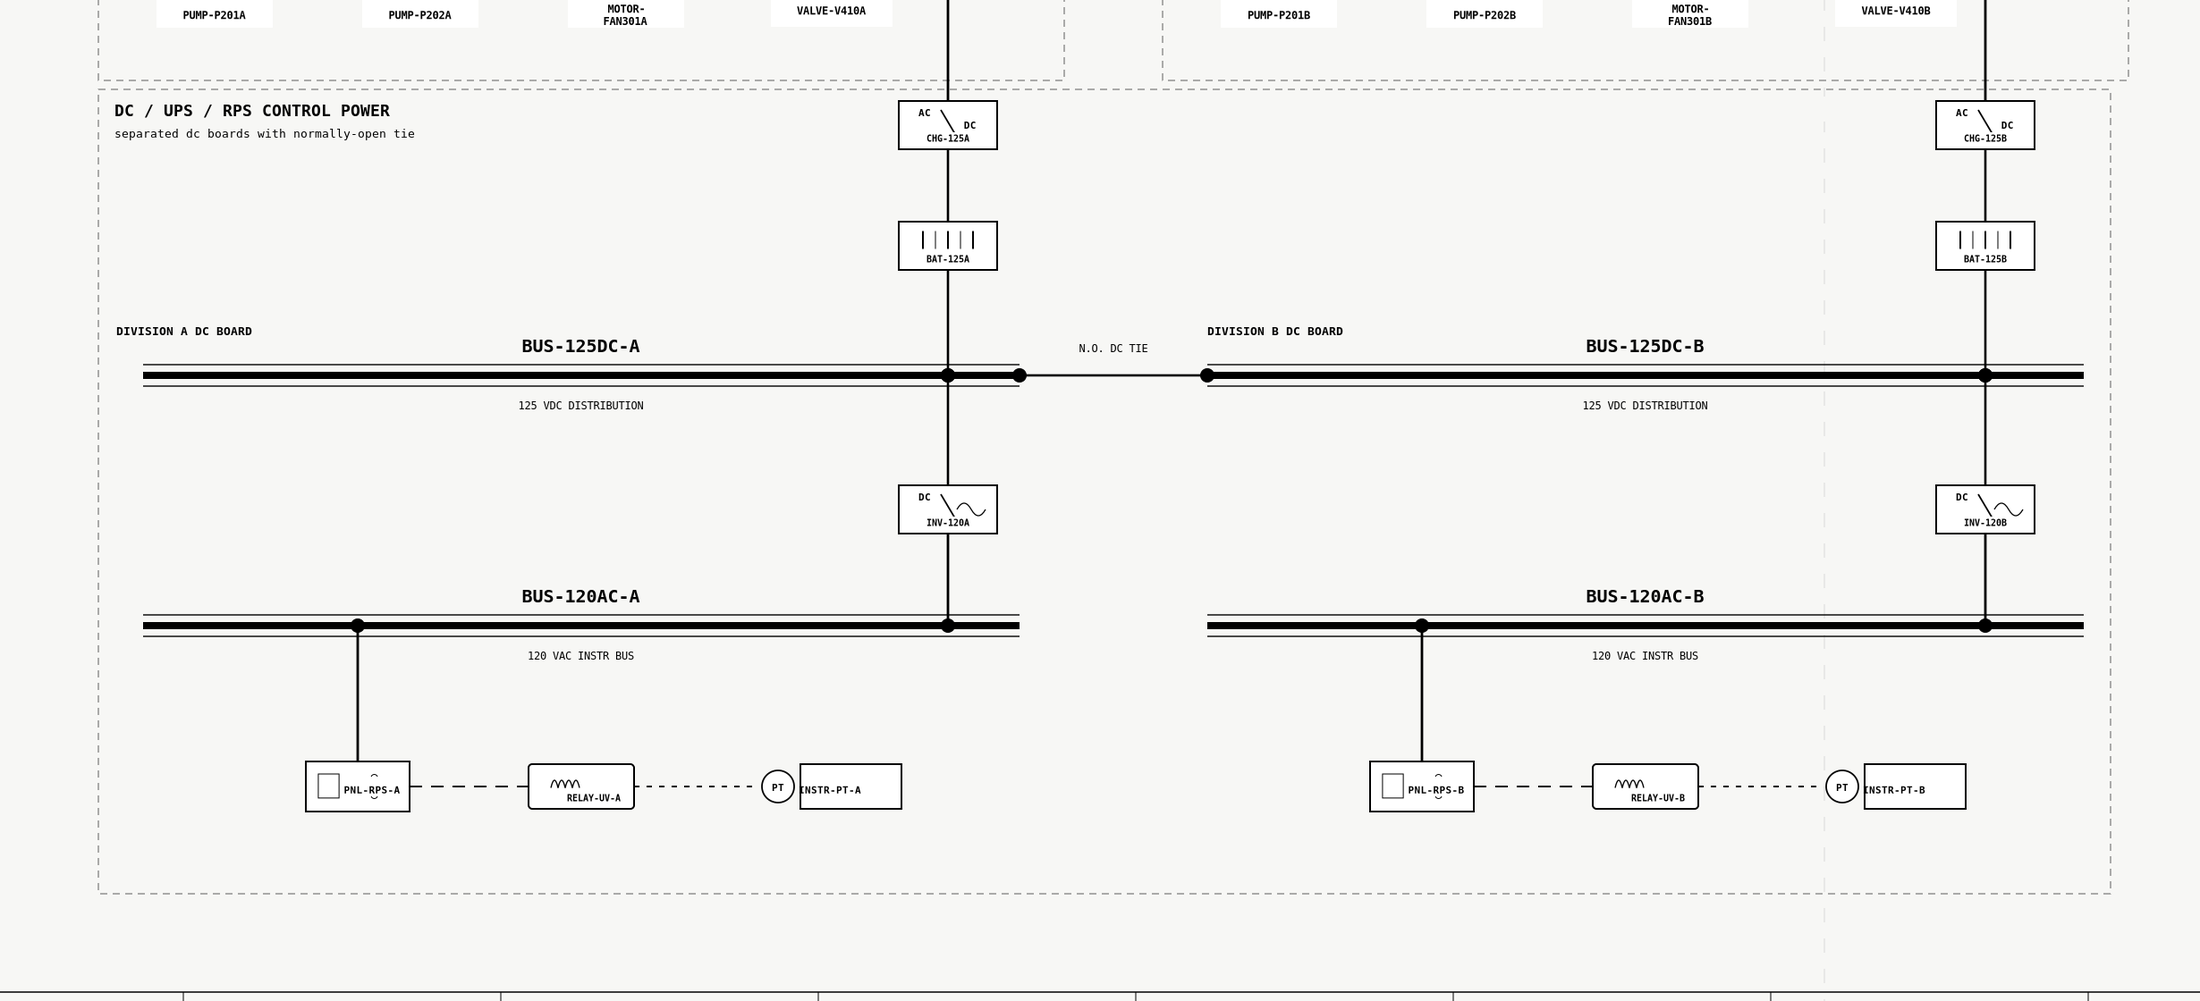 PUMP-P201A
PUMP-P202A
MOTOR-
FAN301A
VALVE-V410A
PUMP-P201B
PUMP-P202B
MOTOR-
FAN301B
VALVE-V410B
DC / UPS / RPS CONTROL POWER
separated dc boards with normally-open tie
AC
DC
CHG-125A
AC
DC
CHG-125B
BAT-125A
BAT-125B
DIVISION A DC BOARD
BUS-125DC-A
N.O. DC TIE
DIVISION B DC BOARD
BUS-125DC-B
125 VDC DISTRIBUTION
125 VDC DISTRIBUTION
DC
INV-120A
DC
INV-120B
BUS-120AC-A
BUS-120AC-B
120 VAC INSTR BUS
120 VAC INSTR BUS
PNL-RPS-A
RELAY-UV-A
PT
INSTR-PT-A
PNL-RPS-B
RELAY-UV-B
PT
INSTR-PT-B